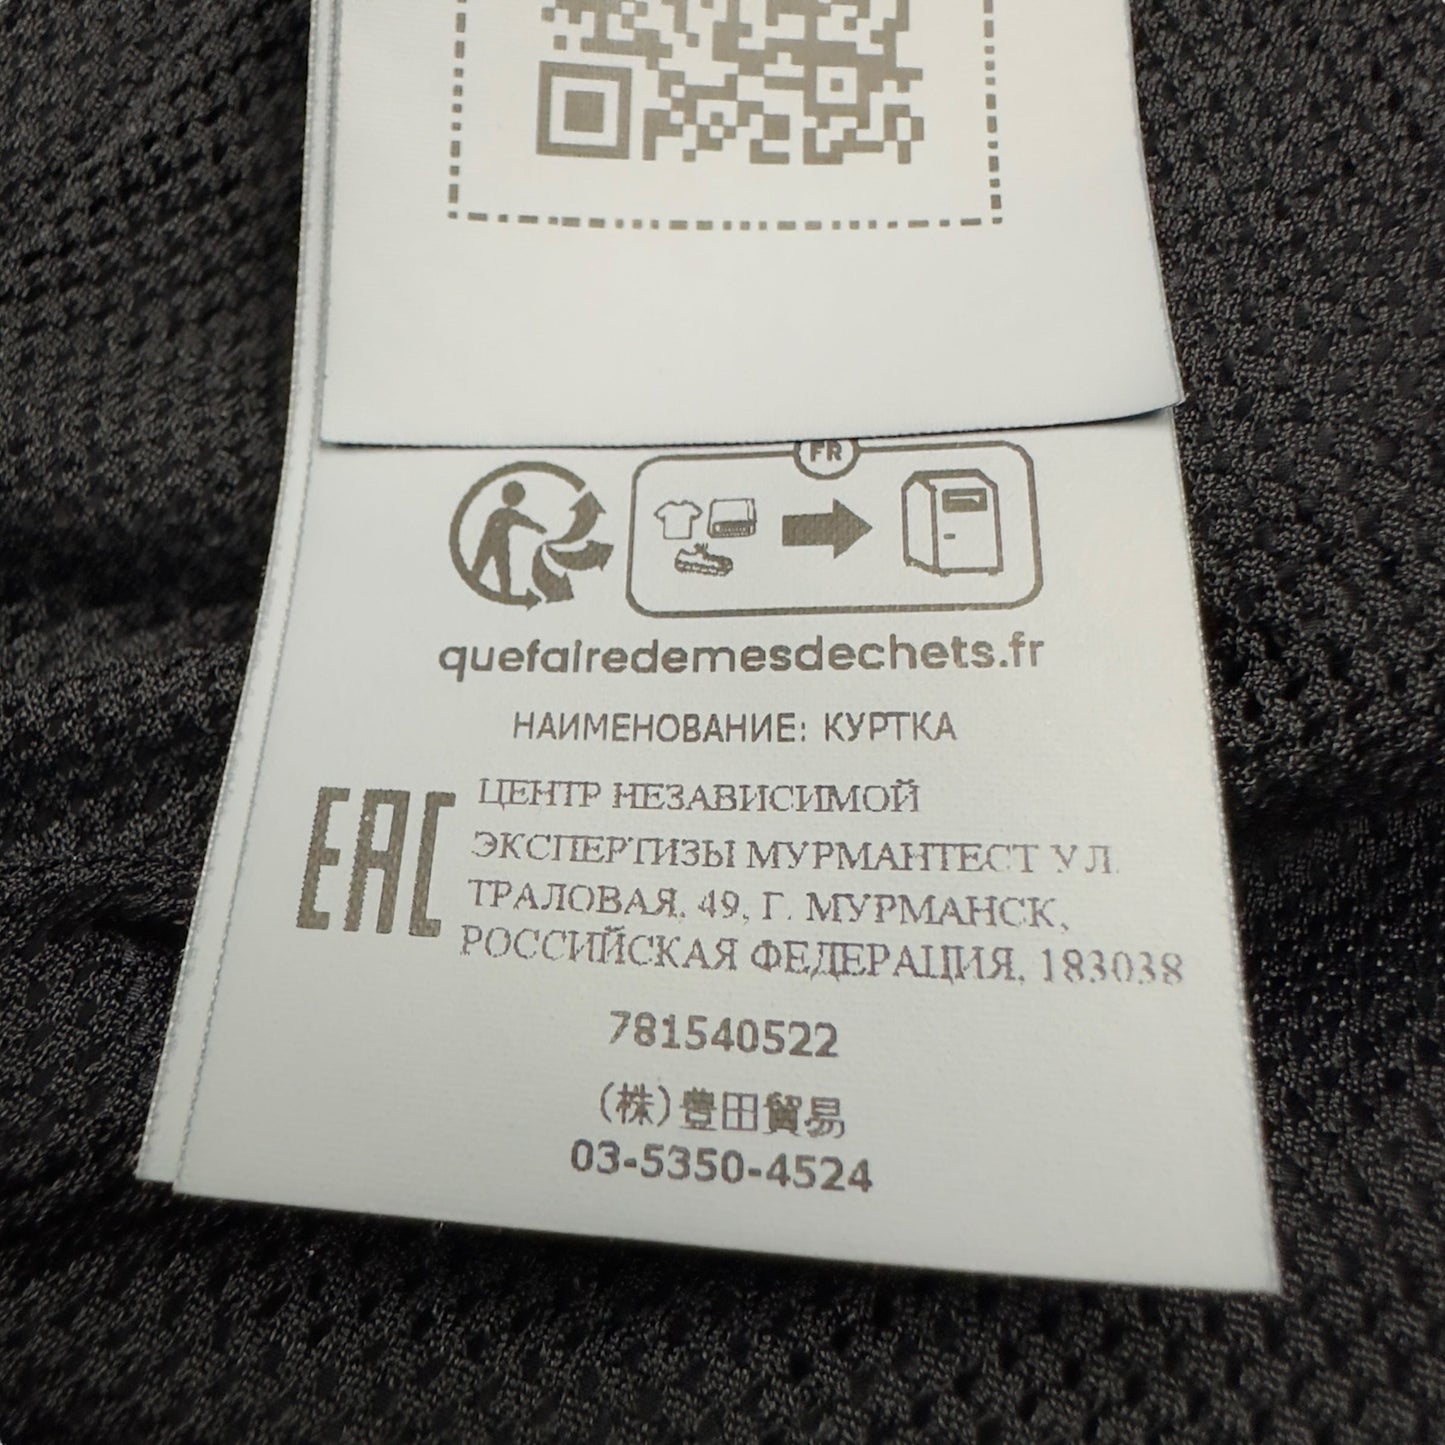 FR
quefairedemesdechets.fr
НАИМЕНОВАНИЕ: КУРТКА
EAC
ЦЕНТР НЕЗАВИСИМОЙ
ЭКСПЕРТИЗЫ МУРМАНТЕСТ УЛ.
ТРАЛОВАЯ, 49, Г. МУРМАНСК,
РОССИЙСКАЯ ФЕДЕРАЦИЯ, 183038
781540522
(株)豊田貿易
03-5350-4524